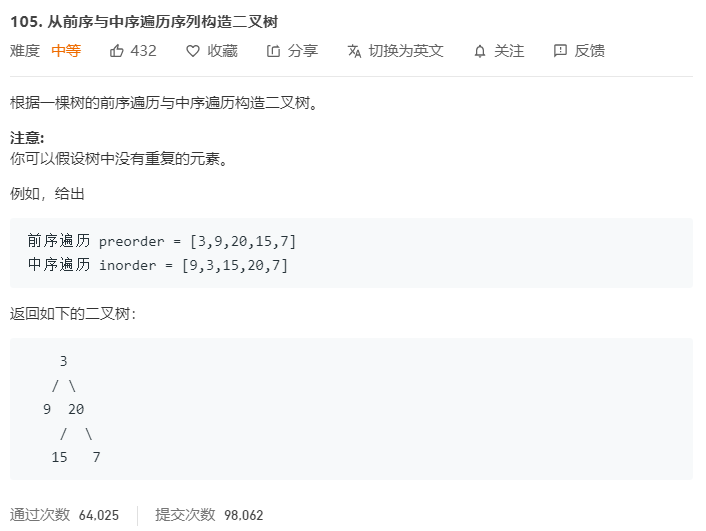 105. 从前序与中序遍历序列构造二叉树
难度 中等 432 收藏 分享 切换为英文 关注 反馈
根据一棵树的前序遍历与中序遍历构造二叉树。
注意:
你可以假设树中没有重复的元素。
例如，给出
前序遍历 preorder = [3,9,20,15,7]
中序遍历 inorder = [9,3,15,20,7]
返回如下的二叉树：
3
/ \
9 20
/ \
15 7
通过次数 64,025 提交次数 98,062